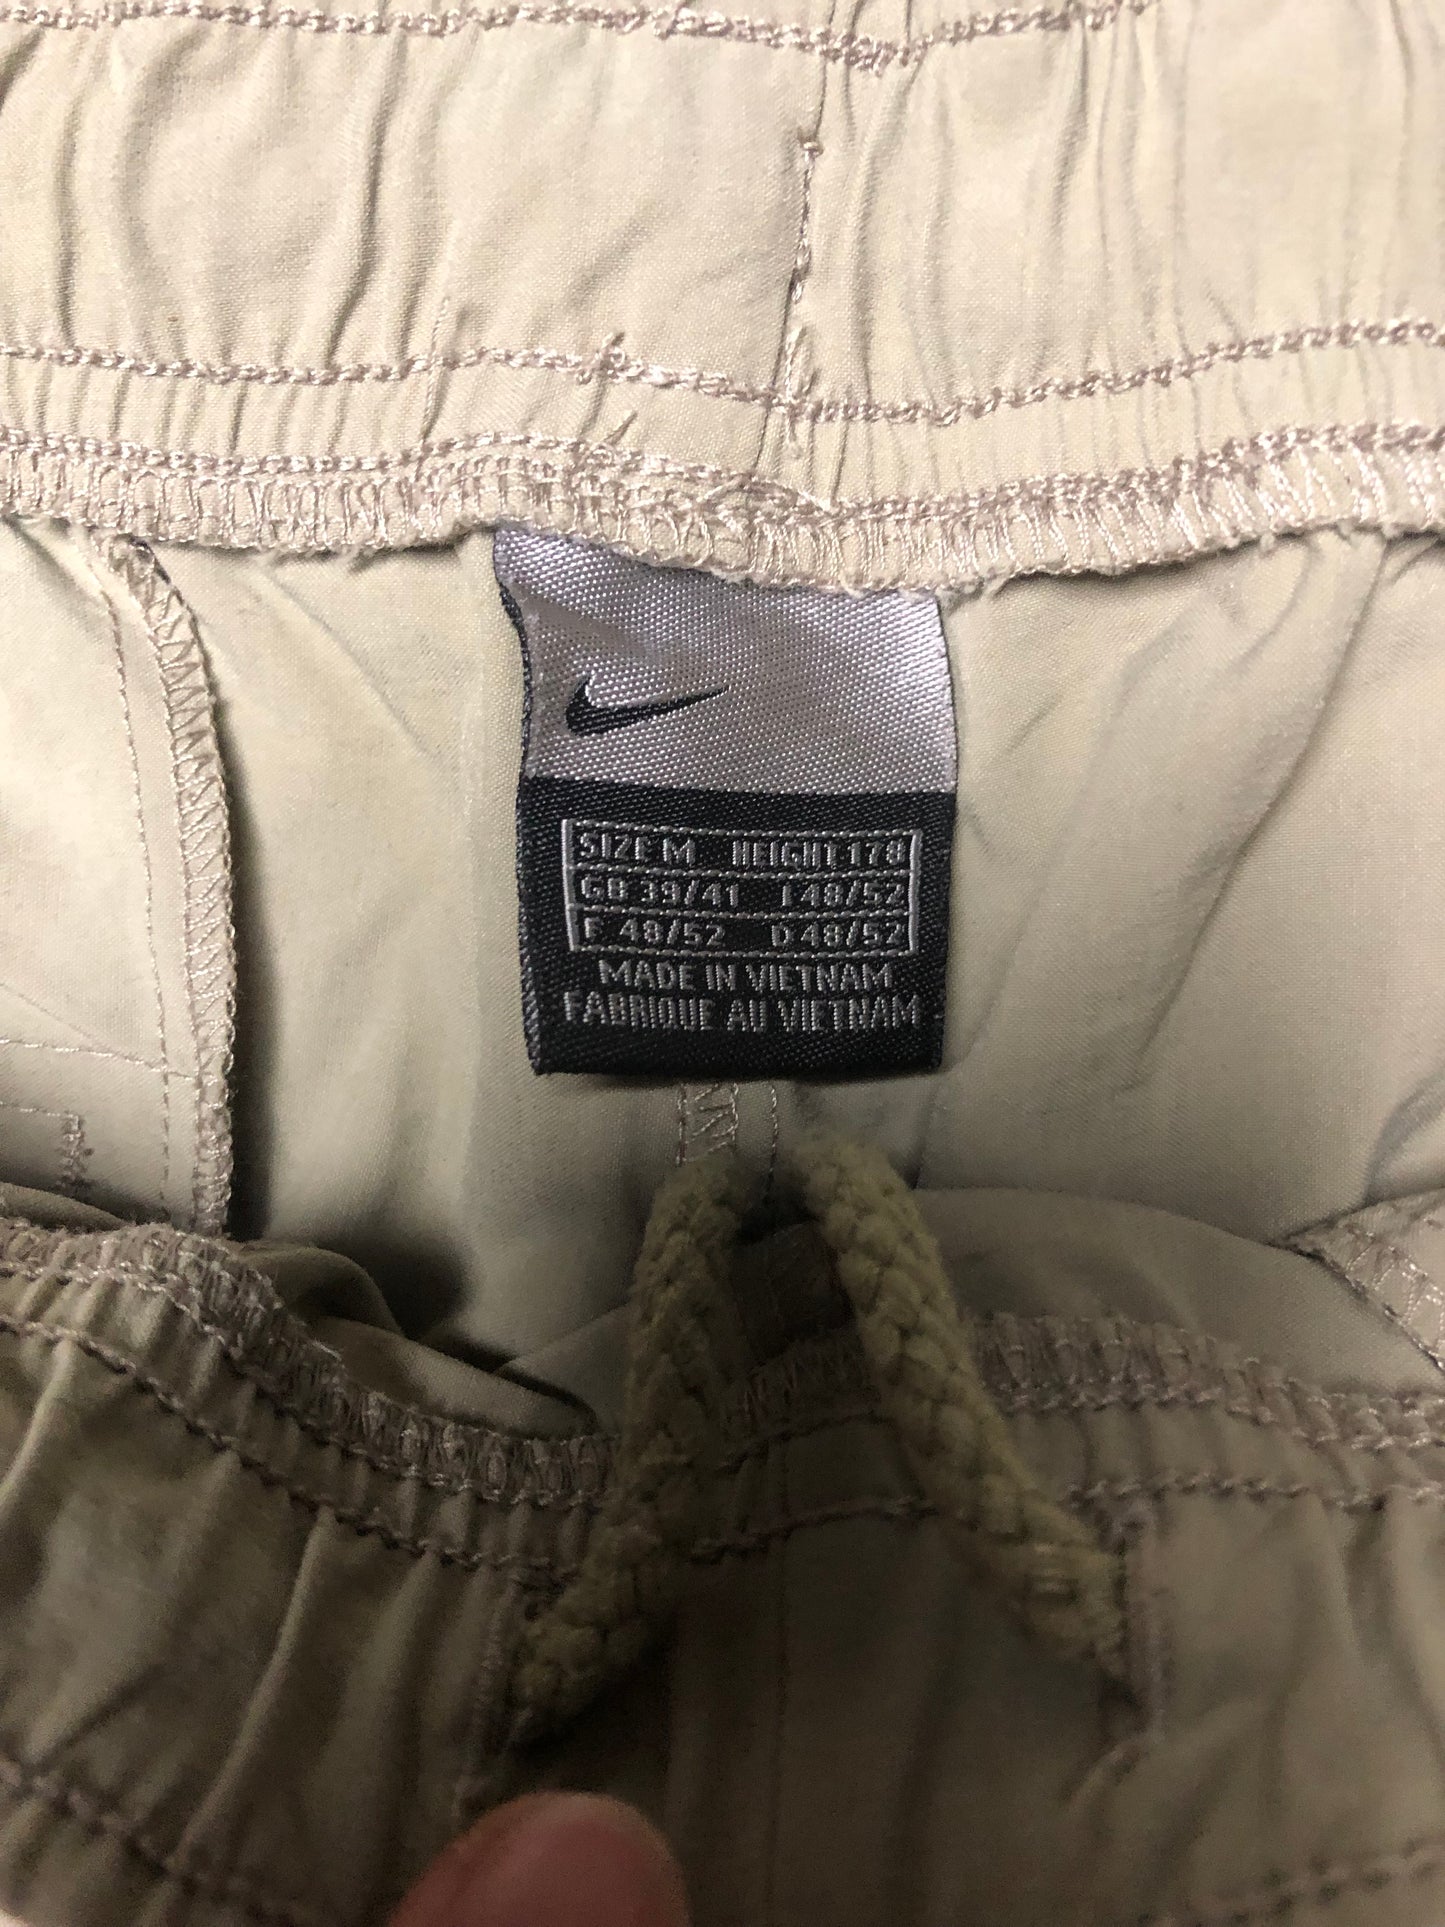 SIZE M HEIGHT 178
GB 39/41 I 48/52
F 48/52 D 48/52
MADE IN VIETNAM
FABRIQUE AU VIETNAM